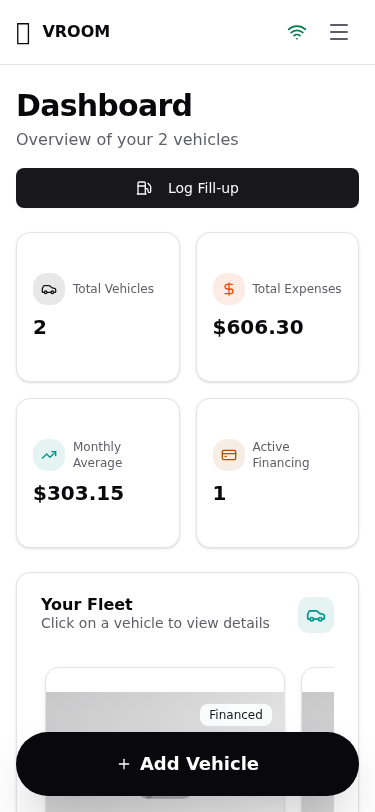 VROOM
Dashboard
Overview of your 2 vehicles
Log Fill-up
Total Vehicles
2
Total Expenses
$606.30
Monthly
Average
$303.15
Active
Financing
1
Your Fleet
Click on a vehicle to view details
Financed
+ Add Vehicle